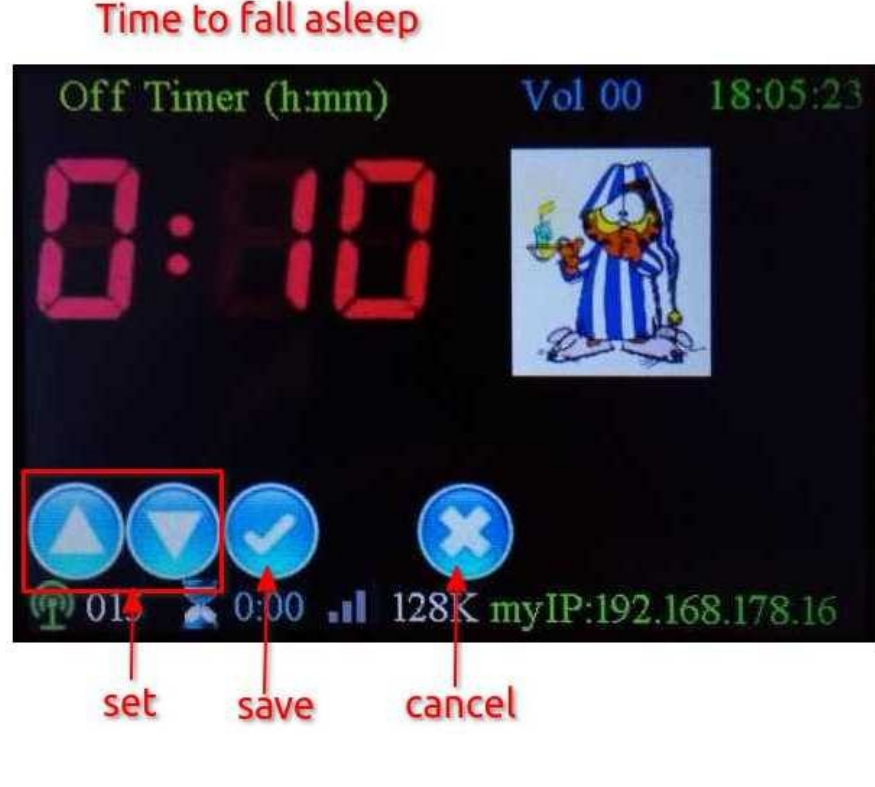 Time to fall asleep
Off Timer (h:mm) Vol 00 18:05:23
0:10
0:00 128K myIP:192.168.178.16
set save cancel